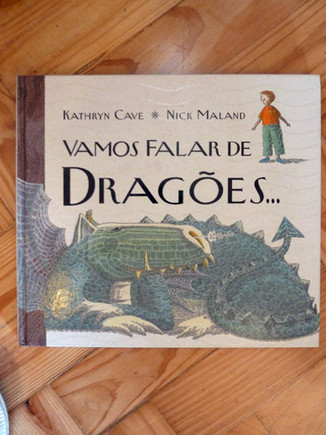 KATHRYN CAVE * NICK MALAND
VAMOS FALAR DE
DRAGÕES...